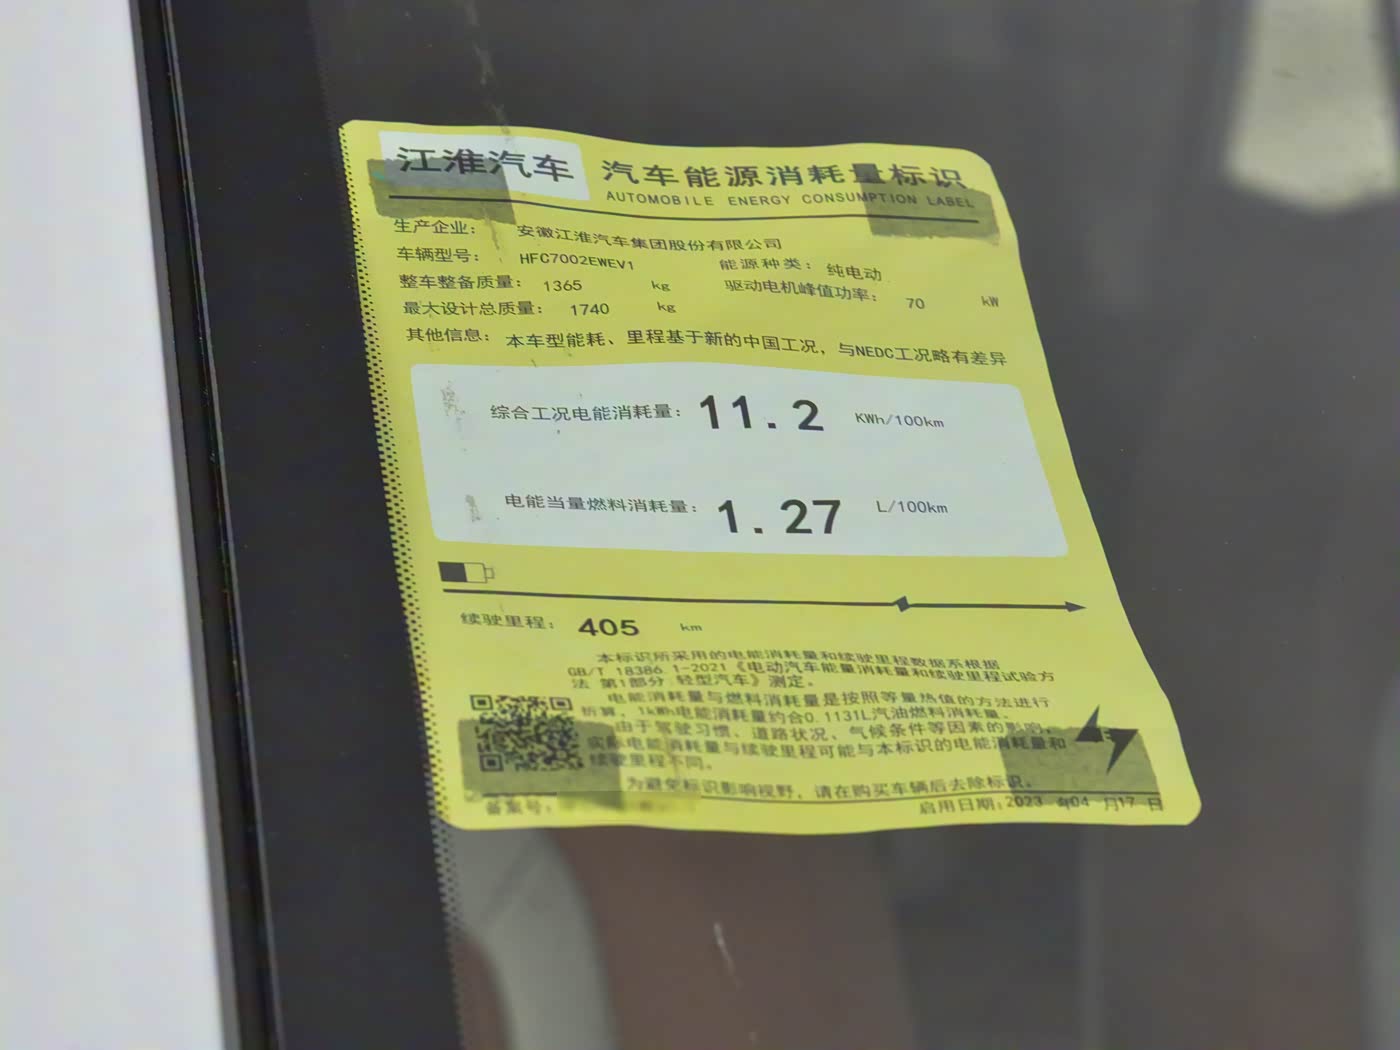 江淮汽车 汽车能源消耗量标识
AUTOMOBILE ENERGY CONSUMPTION LABEL
生产企业: 安徽江淮汽车集团股份有限公司
车辆型号: HFC7002EWEV1 能源种类: 纯电动
整车整备质量: 1365 kg 驱动电机峰值功率: 70 kW
最大设计总质量: 1740 kg
其他信息: 本车型能耗、里程基于新的中国工况, 与NEDC工况略有差异
综合工况电能消耗量: 11.2 KWh/100km
电能当量燃料消耗量: 1.27 L/100km
续驶里程: 405 km
本标识所采用的电能消耗量和续驶里程数据系根据
GB/T 18386.1-2021《电动汽车能量消耗量和续驶里程试验方
法 第1部分 轻型汽车》测定。
电能消耗量与燃料消耗量是按照等量热值的方法进行
折算, 1kWh电能消耗量约合0.1131L汽油燃料消耗量。
由于驾驶习惯、道路状况、气候条件等因素的影响,
实际电能消耗量与续驶里程可能与本标识的电能消耗量和
续驶里程不同。
为避免标识影响视野, 请在购买车辆后去除标识。
备案号: 启用日期: 2023 年04 月17 日